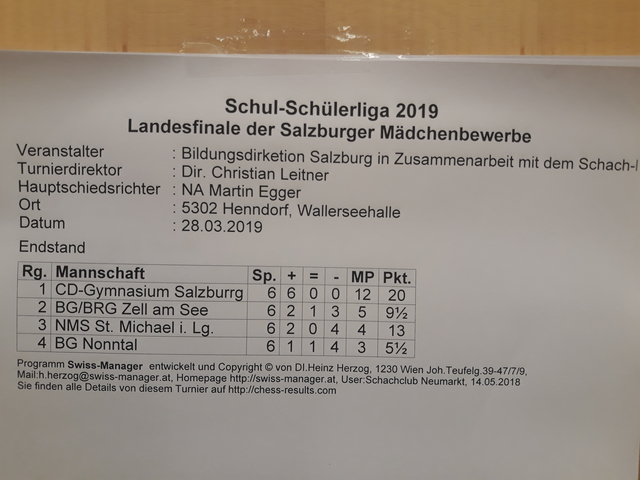 Schul-Schülerliga 2019
Landesfinale der Salzburger Mädchenbewerbe
Veranstalter : Bildungsdirketion Salzburg in Zusammenarbeit mit dem Schach-
Turnierdirektor : Dir. Christian Leitner
Hauptschiedsrichter : NA Martin Egger
Ort : 5302 Henndorf, Wallerseehalle
Datum : 28.03.2019
Endstand
Rg. Mannschaft Sp. + = - MP Pkt.
1 CD-Gymnasium Salzburrg 6 6 0 0 12 20
2 BG/BRG Zell am See 6 2 1 3 5 9½
3 NMS St. Michael i. Lg. 6 2 0 4 4 13
4 BG Nonntal 6 1 1 4 3 5½
Programm Swiss-Manager entwickelt und Copyright © von DI.Heinz Herzog, 1230 Wien Joh.Teufelg.39-47/7/9,
Mail:h.herzog@swiss-manager.at, Homepage http://swiss-manager.at, User:Schachclub Neumarkt, 14.05.2018
Sie finden alle Details von diesem Turnier auf http://chess-results.com